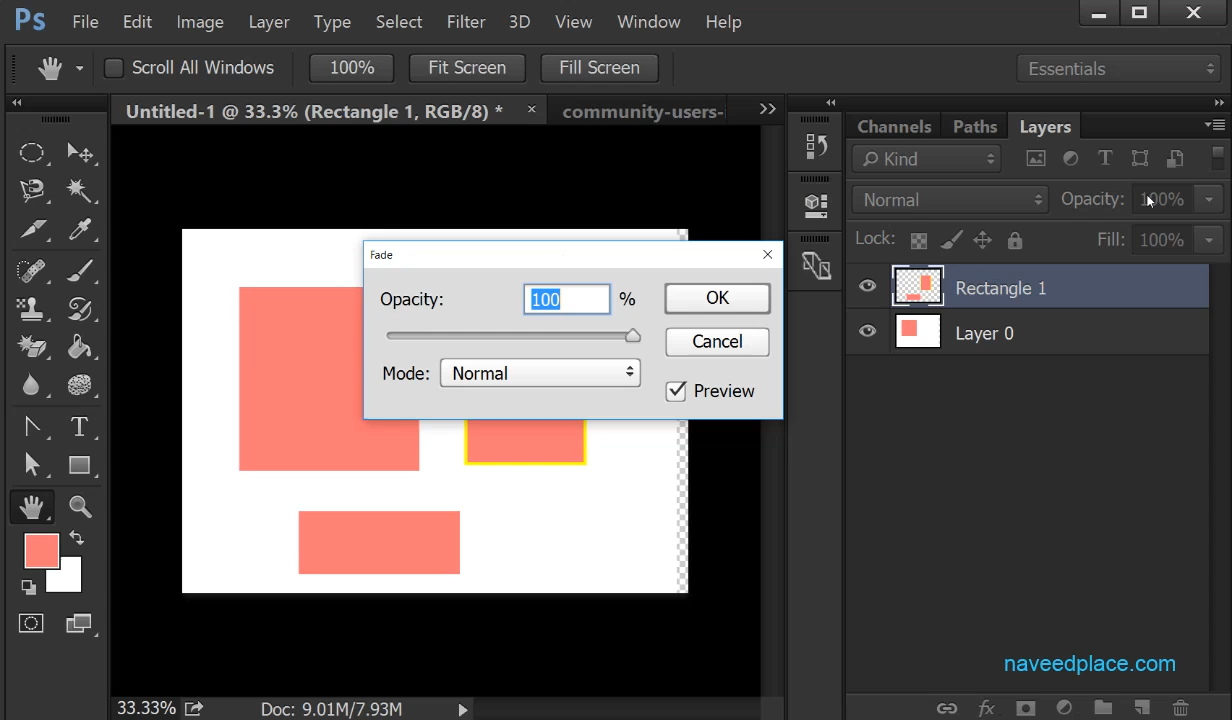 Ps File Edit Image Layer Type Select Filter 3D View Window Help
Scroll All Windows 100% Fit Screen Fill Screen Essentials
Untitled-1 @ 33.3% (Rectangle 1, RGB/8) * × community-users- >>
Channels Paths Layers
Kind
Normal Opacity: 100%
Lock: Fill: 100%
Rectangle 1
Layer 0
Fade
Opacity: 100 % OK
Cancel
Mode: Normal
Preview
naveedplace.com
33.33% Doc: 9.01M/7.93M
fx